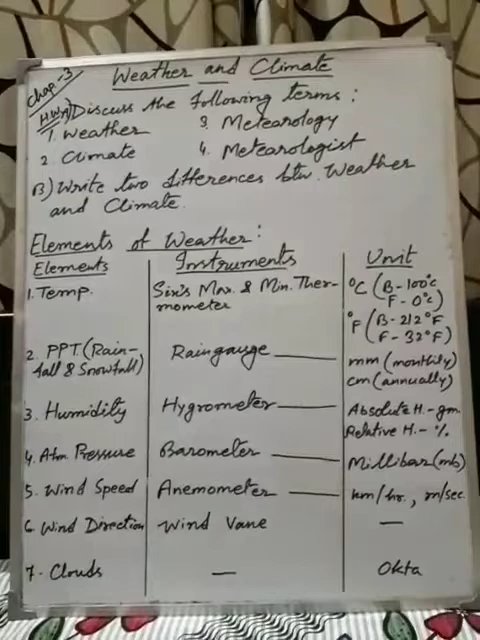 Chap-3
Weather and Climate
H.W. A) Discuss the following terms:
1. Weather 3. Meteorology
2. Climate 4. Meteorologist
B) Write two differences btw. Weather
and Climate.
Elements of Weather:
Elements Instruments Unit
1. Temp. Six's Max. & Min. Ther-
mometer
°C (B-100°C
F-0°C)
°F (B-212°F
F-32°F)
2. PPT. (Rain-
fall & Snowfall) Raingauge mm (monthly)
cm (annually)
3. Humidity Hygrometer Absolute H.-gm.
Relative H.-%
4. Atm. Pressure Barometer Millibar (mb)
5. Wind Speed Anemometer km/hr., m/sec.
6. Wind Direction Wind Vane —
7. Clouds — Okta